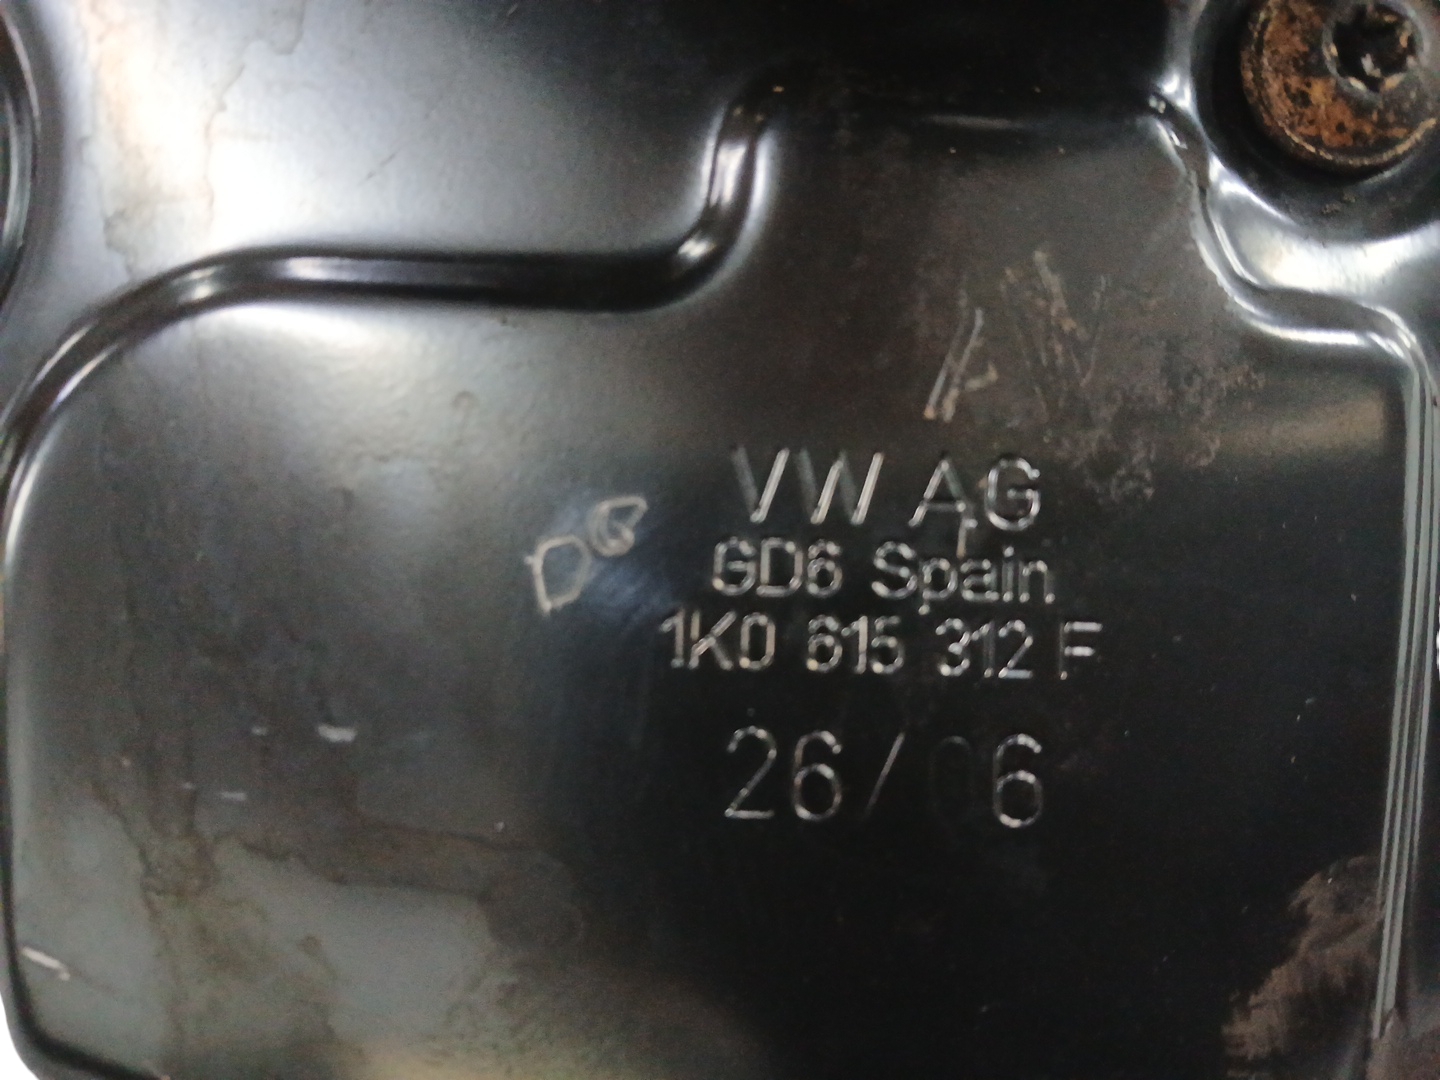 VW AG
GD6 Spain
1K0 615 312 F
26/06